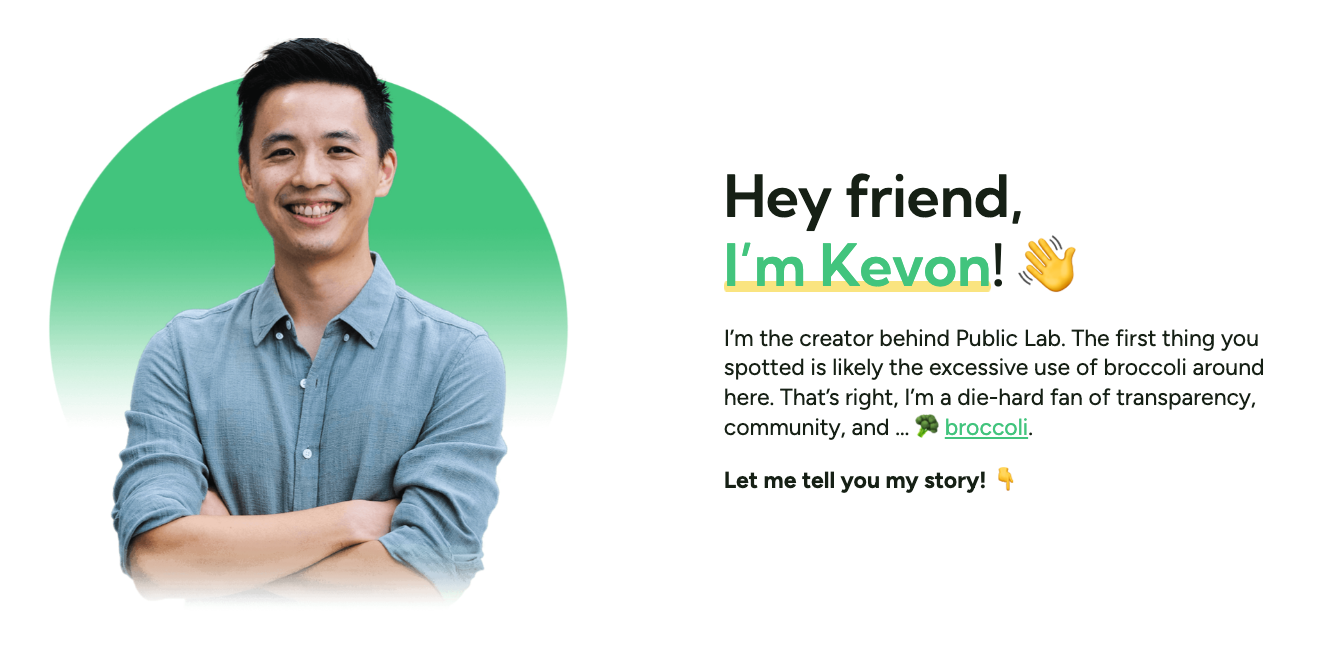 Hey friend,
I’m Kevon! 👋
I’m the creator behind Public Lab. The first thing you
spotted is likely the excessive use of broccoli around
here. That’s right, I’m a die-hard fan of transparency,
community, and ... 🥦 broccoli.
Let me tell you my story! 👇